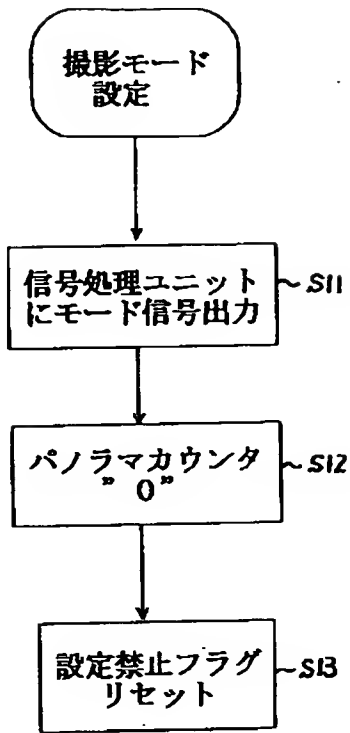 撮影モード
設定
信号処理ユニット
にモード信号出力
~S11
パノラマカウンタ
"0"
~S12
設定禁止フラグ
リセット
~S13